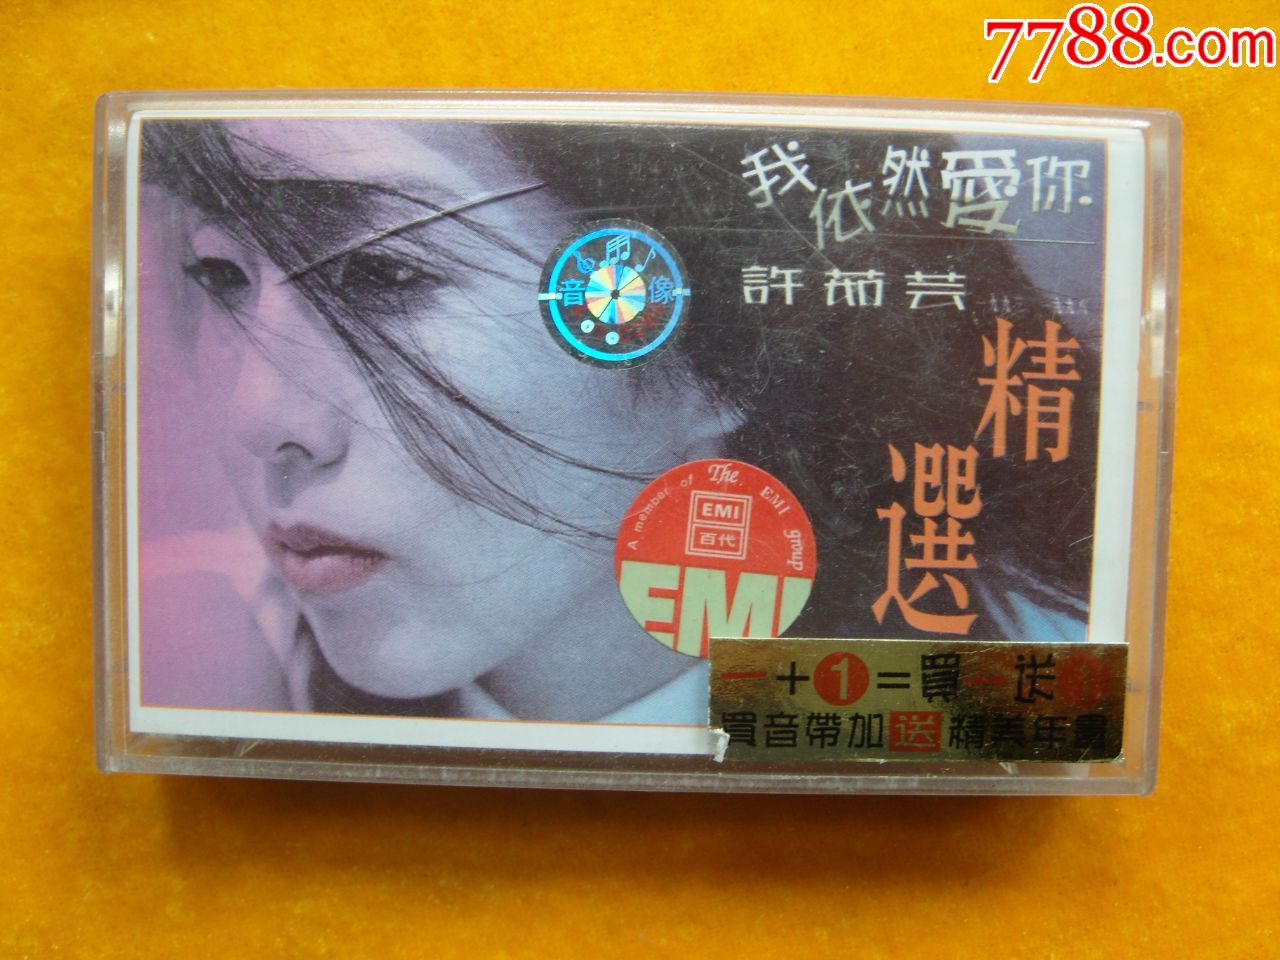 7788.com
我依然愛你
許茹芸
精選
音像
A member of The EMI group
EMI
百代
EMI
一+1=買一送1
買音帶加送精美年畫